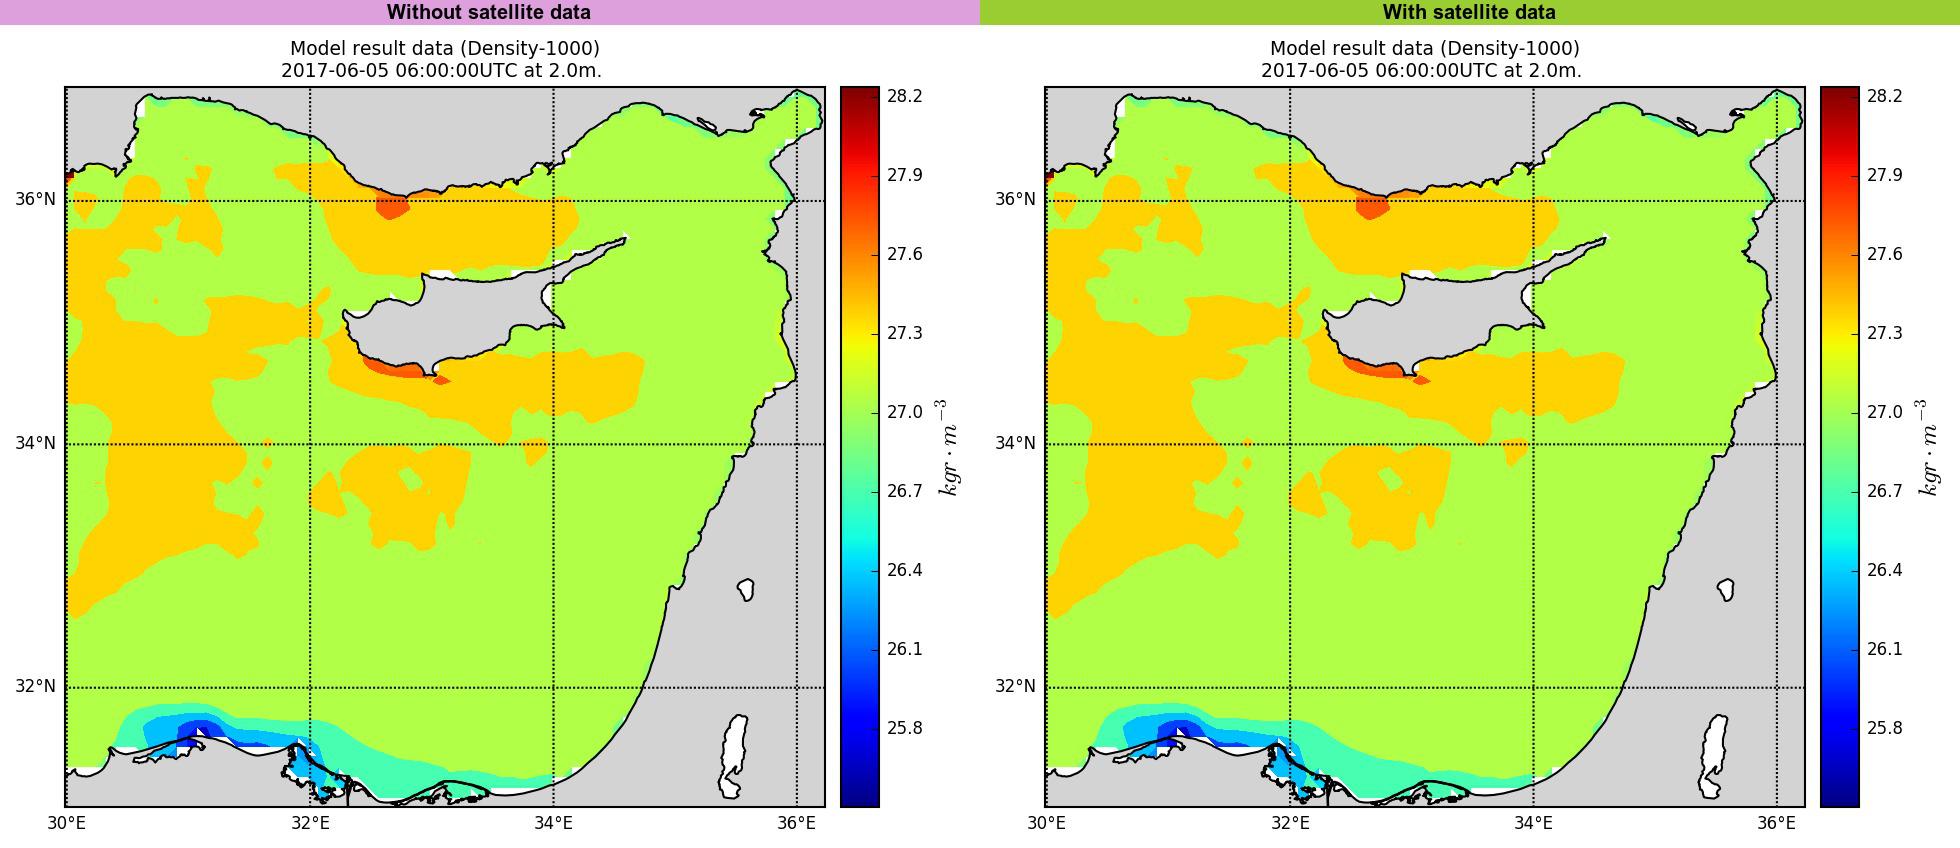 Without satellite data
Model result data (Density-1000)
2017-06-05 06:00:00UTC at 2.0m.
36°N
34°N
32°N
30°E 32°E 34°E 36°E
28.2
27.9
27.6
27.3
27.0
26.7
26.4
26.1
25.8
kgr · m⁻³
With satellite data
Model result data (Density-1000)
2017-06-05 06:00:00UTC at 2.0m.
36°N
34°N
32°N
30°E 32°E 34°E 36°E
28.2
27.9
27.6
27.3
27.0
26.7
26.4
26.1
25.8
kgr · m⁻³